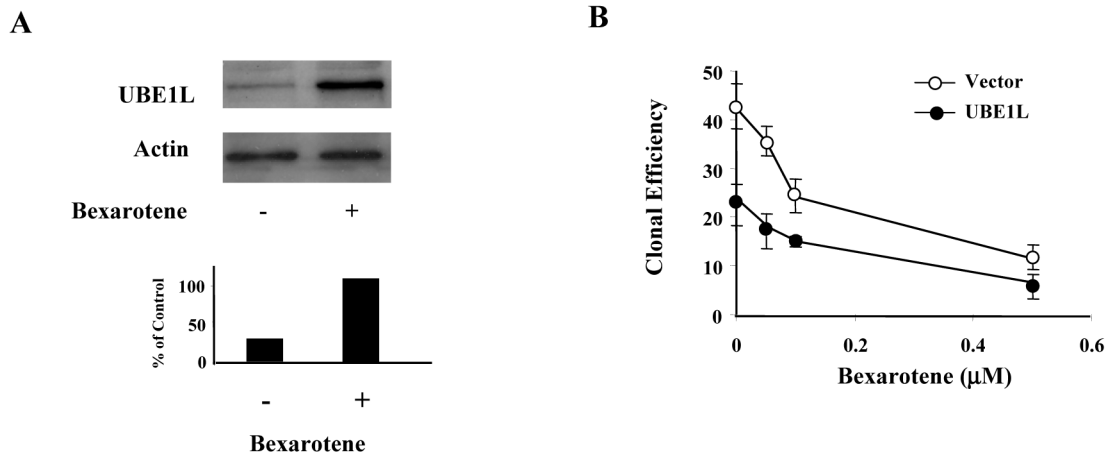 A
UBE1L
Actin
Bexarotene - +
% of Control
100
50
0
- +
Bexarotene
B
Clonal Efficiency
50
40
30
20
10
0
Vector
UBE1L
0 0.2 0.4 0.6
Bexarotene (μM)